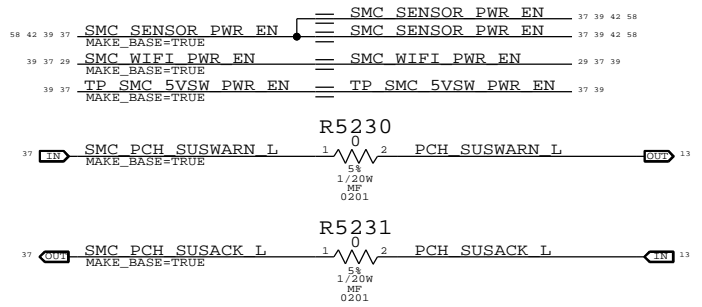 SMC_SENSOR_PWR_EN 37 39 42 58
58 42 39 37 SMC_SENSOR_PWR_EN SMC_SENSOR_PWR_EN 37 39 42 58
MAKE_BASE=TRUE
39 37 29 SMC_WIFI_PWR_EN SMC_WIFI_PWR_EN 29 37 39
MAKE_BASE=TRUE
39 37 TP_SMC_5VSW_PWR_EN TP_SMC_5VSW_PWR_EN 37 39
MAKE_BASE=TRUE
R5230
0
37 IN SMC_PCH_SUSWARN_L 1 2 PCH_SUSWARN_L OUT 13
MAKE_BASE=TRUE
5%
1/20W
MF
0201
R5231
0
37 OUT SMC_PCH_SUSACK_L 1 2 PCH_SUSACK_L IN 13
MAKE_BASE=TRUE
5%
1/20W
MF
0201